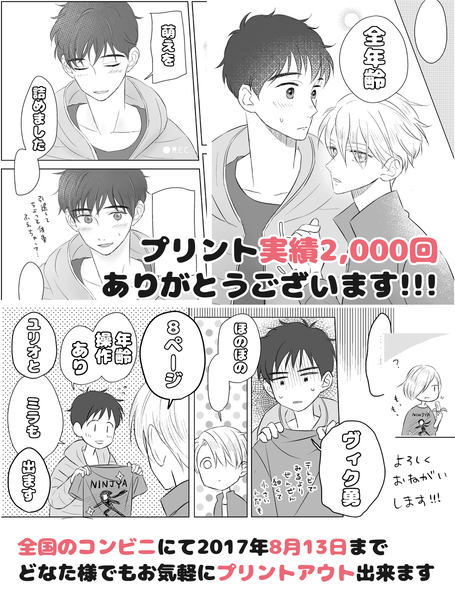 全年齢
萌えを
詰めました
プリント実績2,000回
ありがとうございます!!!
?
よろしく
おねがい
します!!!
ヴィク勇
ほのぼの
8ページ
年齢
操作
あり
NINJYA
NINJYA
ユリオと
ミラも
出ます
全国のコンビニにて2017年8月13日まで
どなた様でもお気軽にプリントアウト出来ます